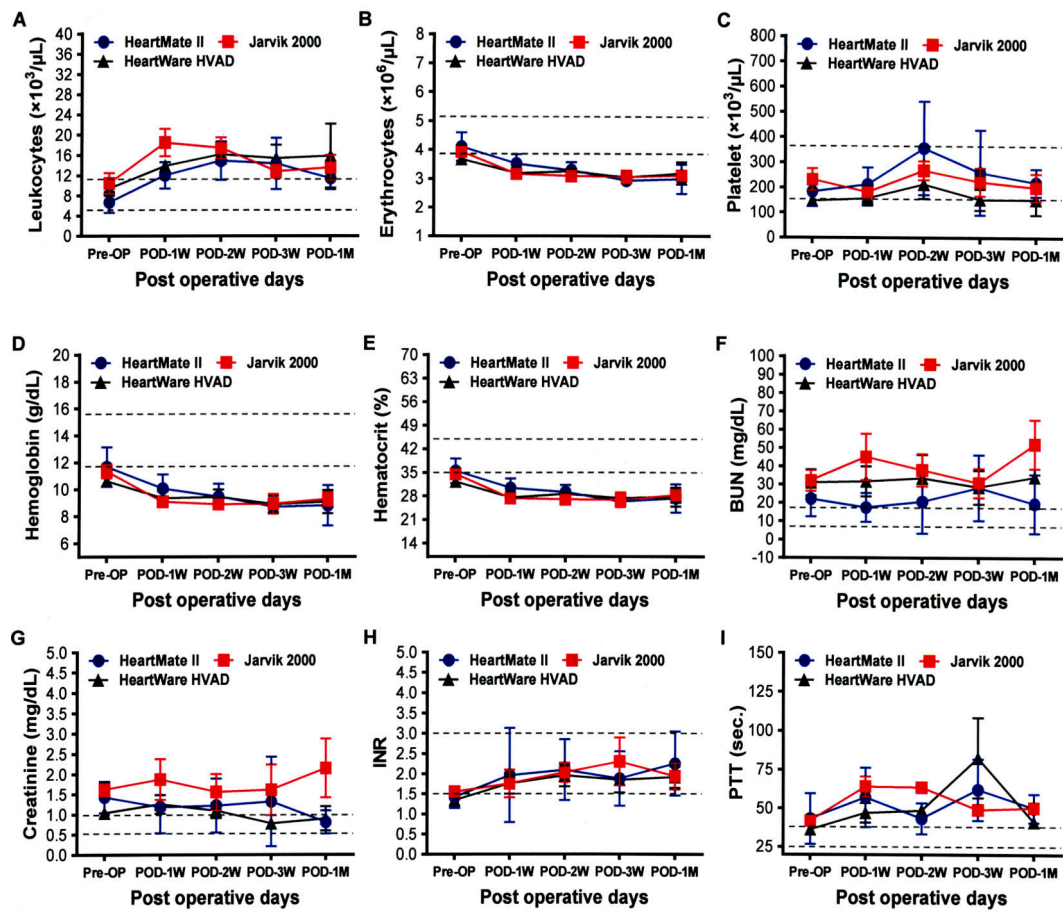 A
Leukocytes (×10³/µL)
HeartMate II
Jarvik 2000
HeartWare HVAD
40
36
32
28
24
20
16
12
8
4
0
Pre-OP POD-1W POD-2W POD-3W POD-1M
Post operative days
B
Erythrocytes (×10⁶/µL)
HeartMate II
Jarvik 2000
HeartWare HVAD
8
7
6
5
4
3
2
1
Pre-OP POD-1W POD-2W POD-3W POD-1M
Post operative days
C
Platelet (×10³/µL)
HeartMate II
Jarvik 2000
HeartWare HVAD
800
700
600
500
400
300
200
100
0
Pre-OP POD-1W POD-2W POD-3W POD-1M
Post operative days
D
Hemoglobin (g/dL)
HeartMate II
Jarvik 2000
HeartWare HVAD
20
18
16
14
12
10
8
6
Pre-OP POD-1W POD-2W POD-3W POD-1M
Post operative days
E
Hematocrit (%)
HeartMate II
Jarvik 2000
HeartWare HVAD
70
63
56
49
42
35
28
21
14
Pre-OP POD-1W POD-2W POD-3W POD-1M
Post operative days
F
BUN (mg/dL)
HeartMate II
Jarvik 2000
HeartWare HVAD
100
90
80
70
60
50
40
30
20
10
0
-10
Pre-OP POD-1W POD-2W POD-3W POD-1M
Post operative days
G
Creatinine (mg/dL)
HeartMate II
Jarvik 2000
HeartWare HVAD
5.0
4.5
4.0
3.5
3.0
2.5
2.0
1.5
1.0
0.5
0.0
Pre-OP POD-1W POD-2W POD-3W POD-1M
Post operative days
H
INR
HeartMate II
Jarvik 2000
HeartWare HVAD
5.0
4.5
4.0
3.5
3.0
2.5
2.0
1.5
1.0
0.5
0.0
Pre-OP POD-1W POD-2W POD-3W POD-1M
Post operative days
I
PTT (sec.)
HeartMate II
Jarvik 2000
HeartWare HVAD
150
125
100
75
50
25
Pre-OP POD-1W POD-2W POD-3W POD-1M
Post operative days